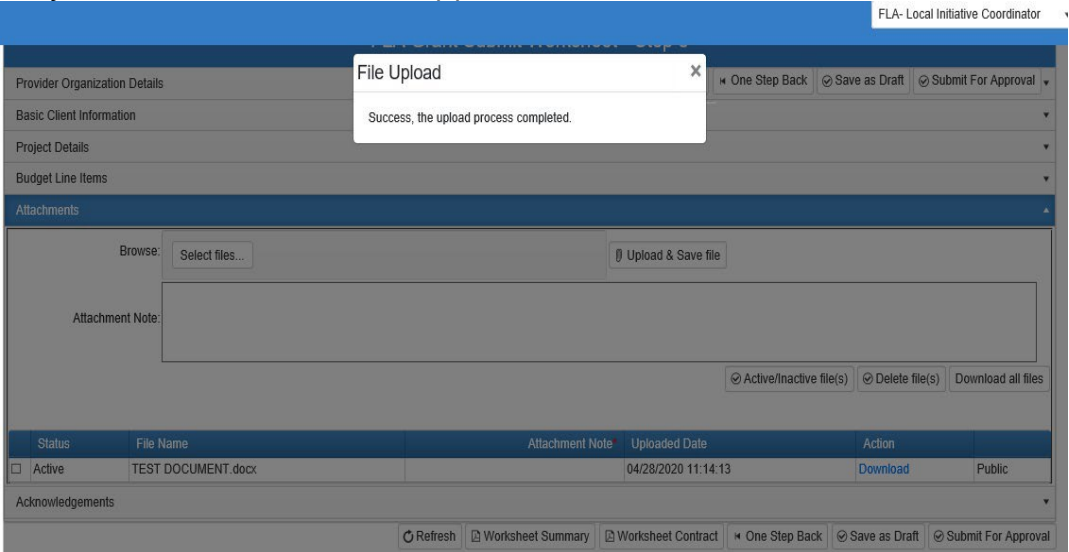 FLA- Local Initiative Coordinator
File Upload
×
Provider Organization Details
One Step Back
Save as Draft
Submit For Approval
Success, the upload process completed.
Basic Client Information
Project Details
Budget Line Items
Attachments
Browse:
Select files...
Upload & Save file
Attachment Note:
Active/Inactive file(s)
Delete file(s)
Download all files
Status File Name Attachment Note* Uploaded Date Action
Active TEST DOCUMENT.docx 04/28/2020 11:14:13 Download Public
Acknowledgements
Refresh
Worksheet Summary
Worksheet Contract
One Step Back
Save as Draft
Submit For Approval